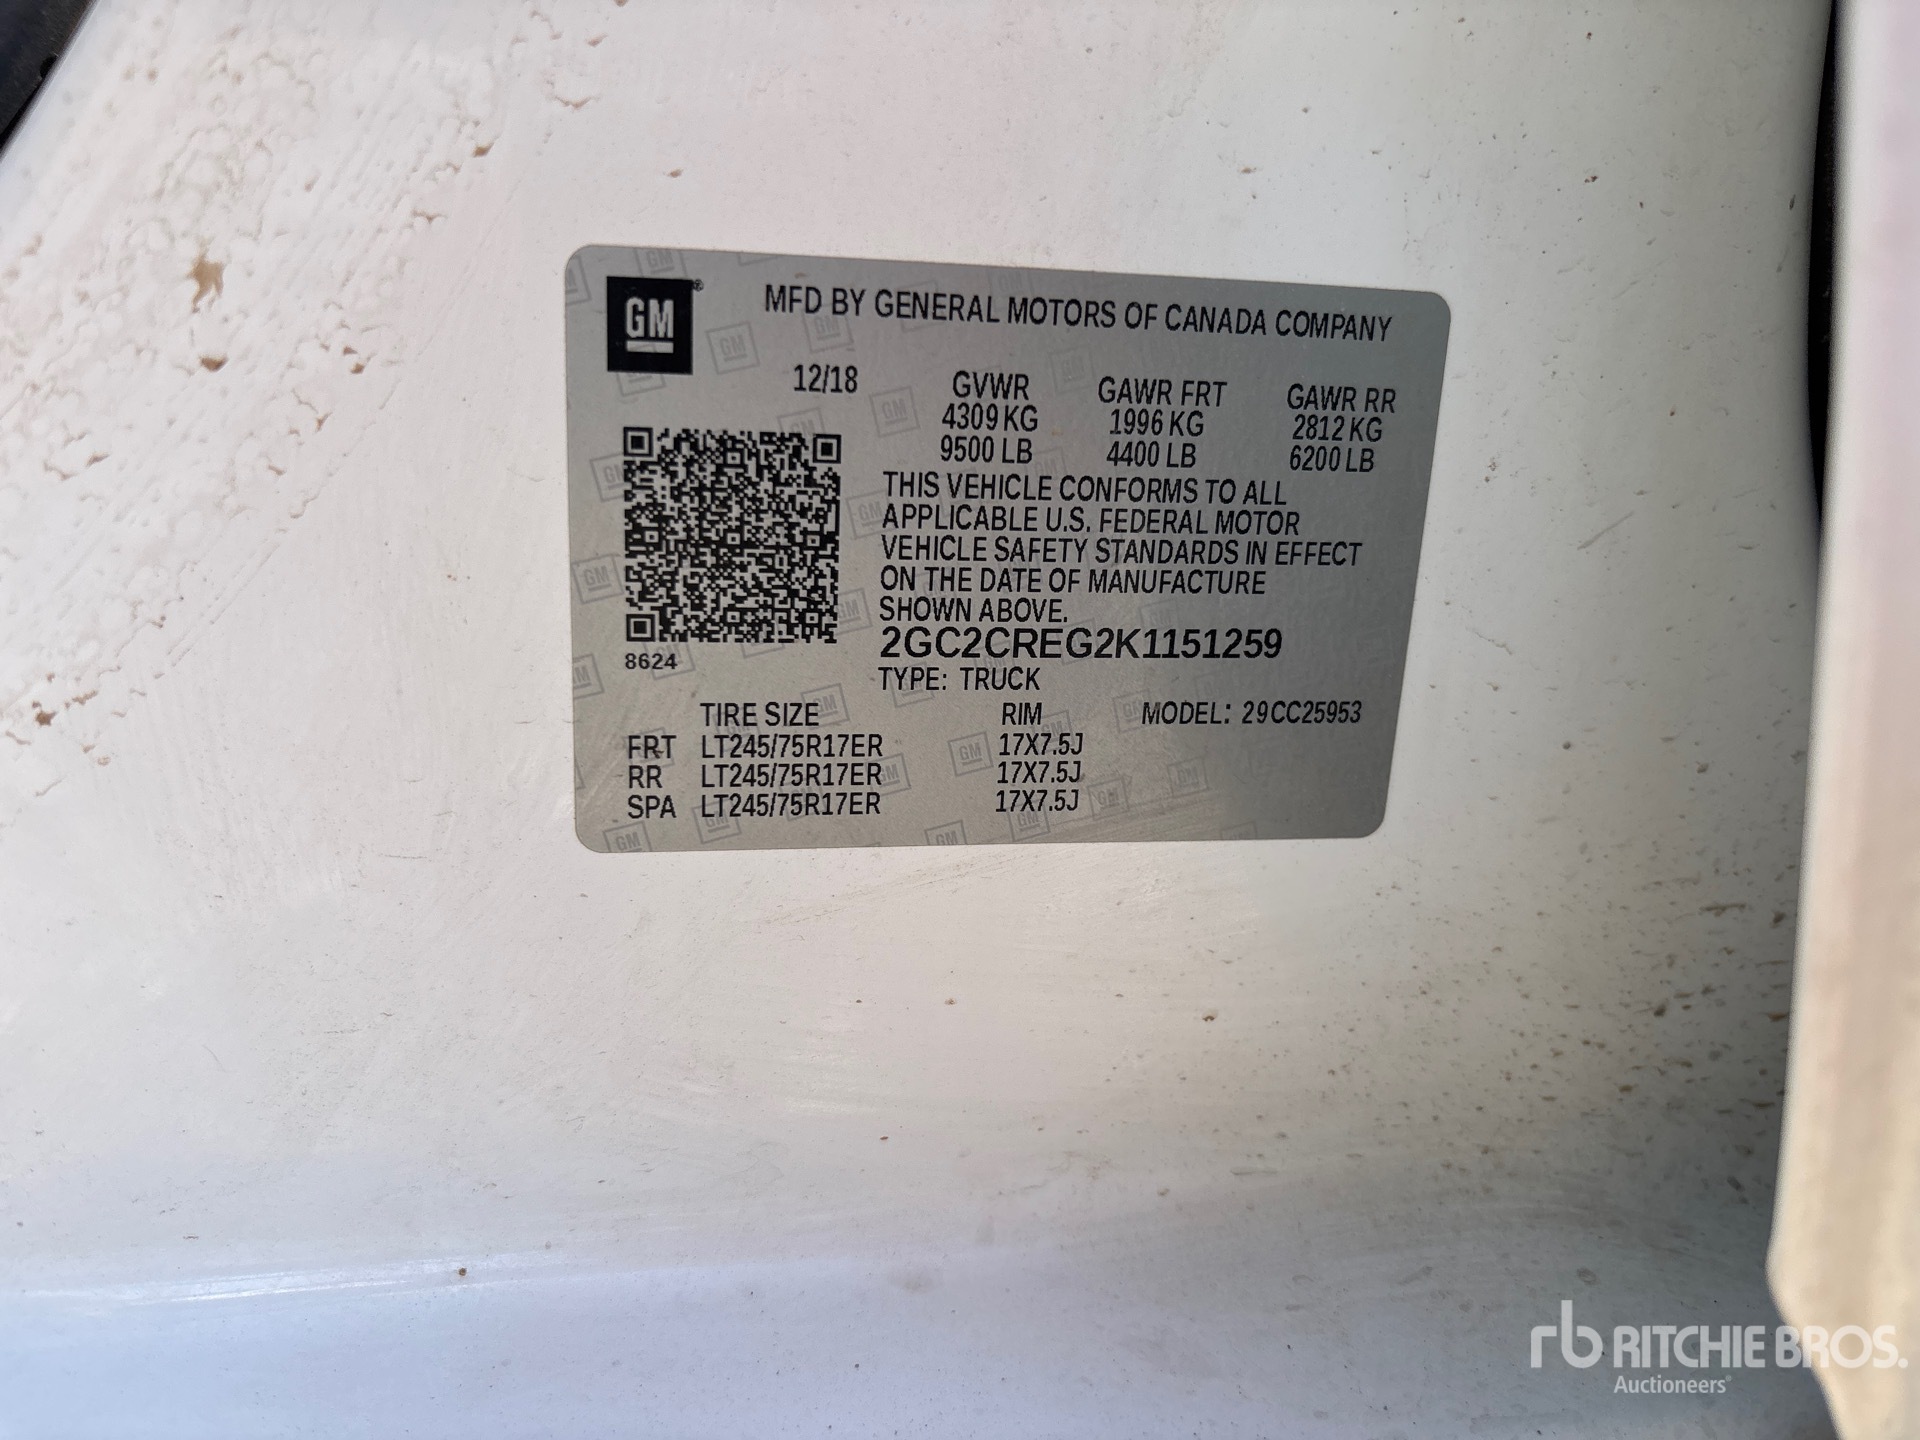 GM
MFD BY GENERAL MOTORS OF CANADA COMPANY
12/18
GVWR GAWR FRT GAWR RR
4309 KG 1996 KG 2812 KG
9500 LB 4400 LB 6200 LB
THIS VEHICLE CONFORMS TO ALL
APPLICABLE U.S. FEDERAL MOTOR
VEHICLE SAFETY STANDARDS IN EFFECT
ON THE DATE OF MANUFACTURE
SHOWN ABOVE.
2GC2CREG2K1151259
8624
TYPE: TRUCK
TIRE SIZE RIM MODEL: 29CC25953
FRT LT245/75R17ER 17X7.5J
RR LT245/75R17ER 17X7.5J
SPA LT245/75R17ER 17X7.5J
rb RITCHIE BROS.
Auctioneers